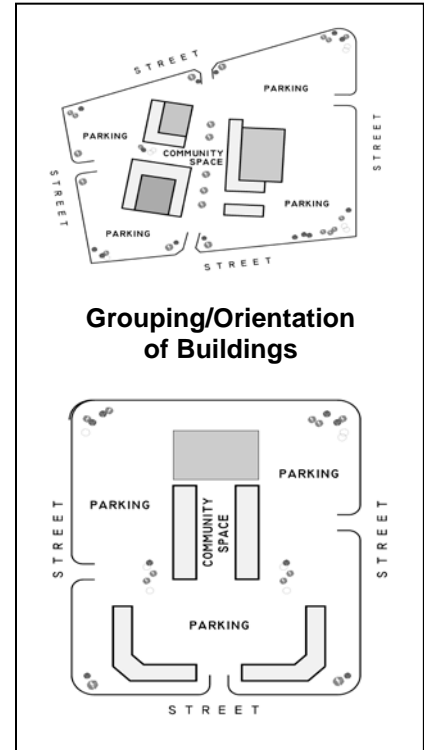 STREET
PARKING
STREET
PARKING
COMMUNITY
SPACE
STREET
PARKING
PARKING
STREET
Grouping/Orientation
of Buildings
PARKING
PARKING
STREET
COMMUNITY
SPACE
STREET
PARKING
STREET